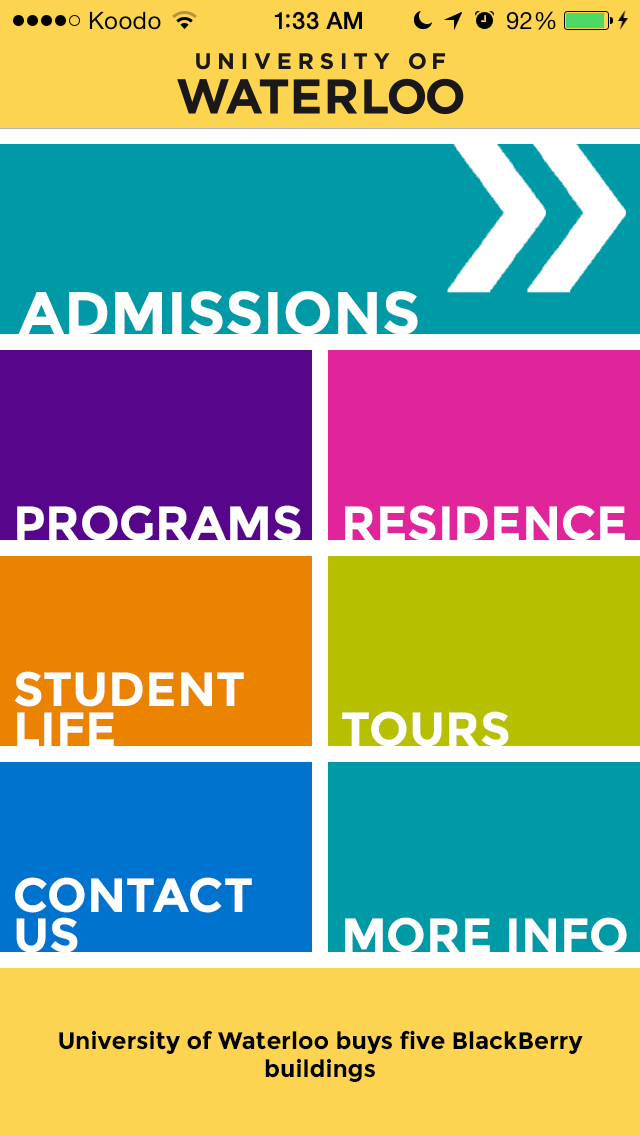 Koodo 1:33 AM 92%
UNIVERSITY OF
WATERLOO
ADMISSIONS
PROGRAMS
RESIDENCE
STUDENT
LIFE
TOURS
CONTACT
US
MORE INFO
University of Waterloo buys five BlackBerry
buildings